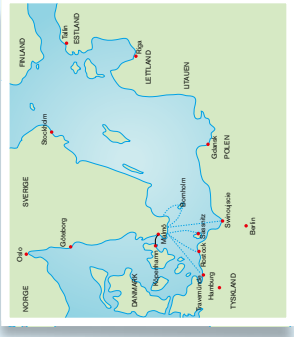 NORGE
SVERIGE
FINLAND
Oslo
Stockholm
Talin
ESTLAND
Göteborg
Riga
LETTLAND
DANMARK
Köpenhamn
Malmö
Bornholm
LITAUEN
Travemünde
Rostock
Sassnitz
Gdansk
Hamburg
Swinoujscie
POLEN
TYSKLAND
Berlin